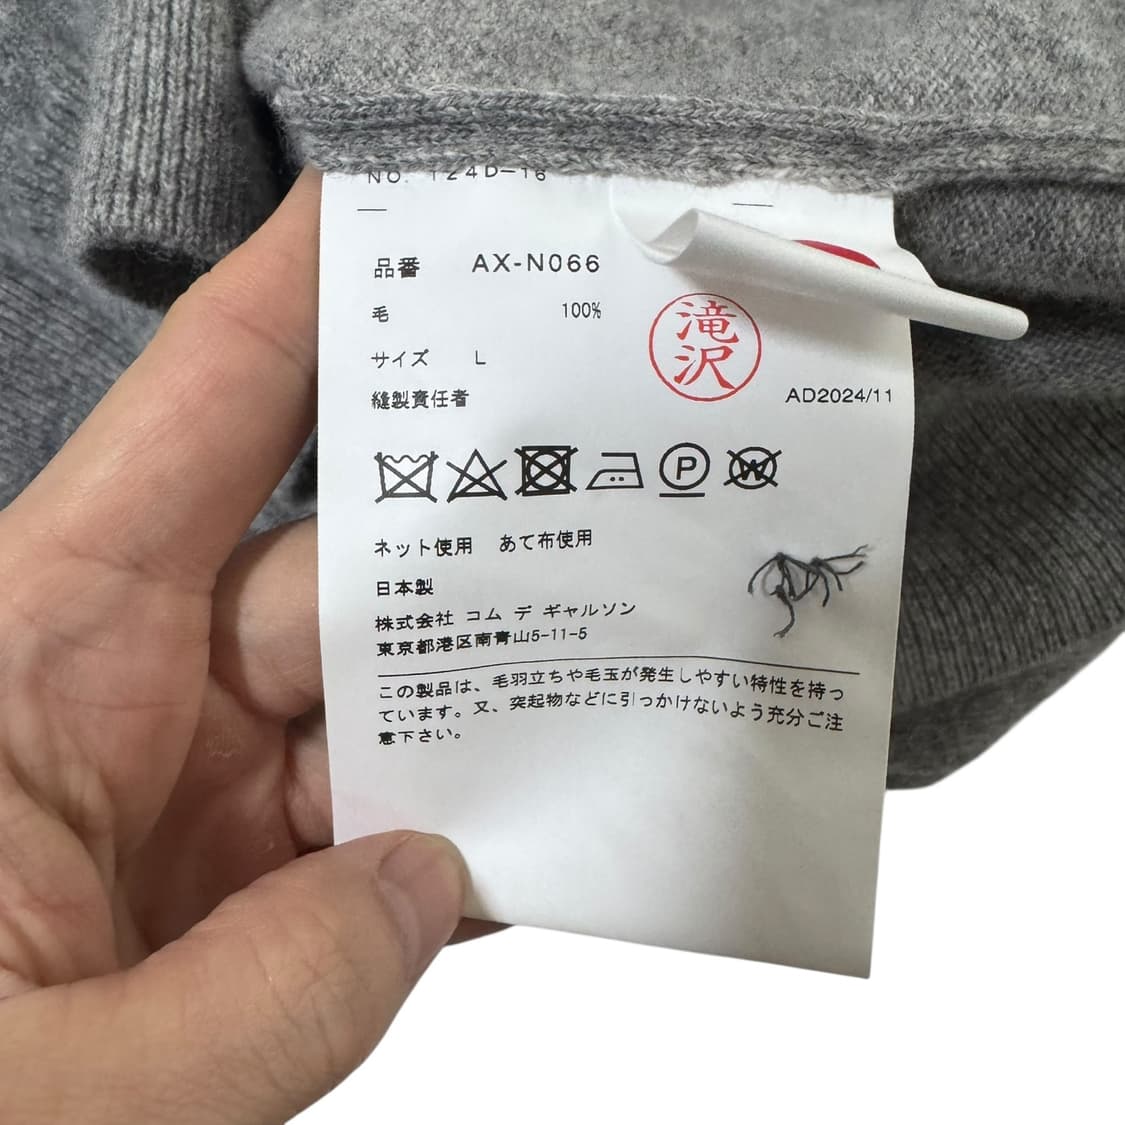 NO. T24D-16
品番 AX-N066
毛 100%
サイズ L
縫製責任者
滝沢
AD2024/11
P
W
ネット使用 あて布使用
日本製
株式会社 コム デ ギャルソン
東京都港区南青山5-11-5
この製品は、毛羽立ちや毛玉が発生しやすい特性を持っ
ています。又、突起物などに引っかけないよう充分ご注
意下さい。